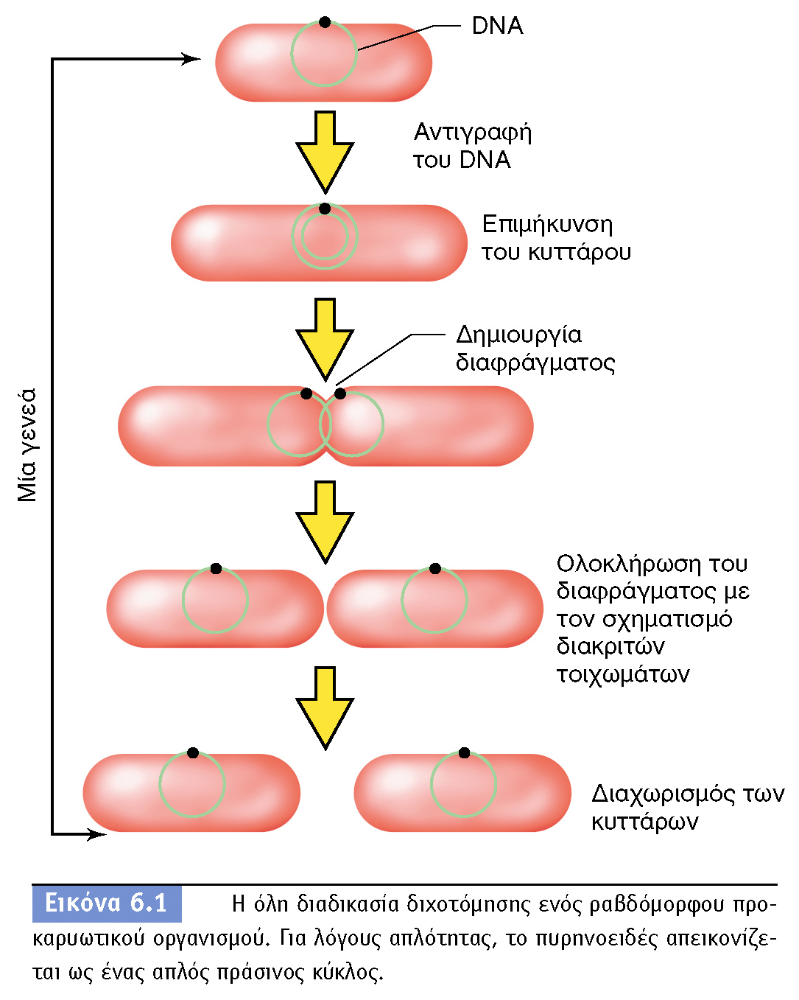 DNA
Αντιγραφή
του DNA
Επιμήκυνση
του κυττάρου
Δημιουργία
διαφράγματος
Μία γενεά
Ολοκλήρωση του
διαφράγματος με
τον σχηματισμό
διακριτών
τοιχωμάτων
Διαχωρισμός των
κυττάρων
Εικόνα 6.1 Η όλη διαδικασία διχοτόμησης ενός ραβδόμορφου προ-
καρυωτικού οργανισμού. Για λόγους απλότητας, το πυρηνοειδές απεικονίζε-
ται ως ένας απλός πράσινος κύκλος.